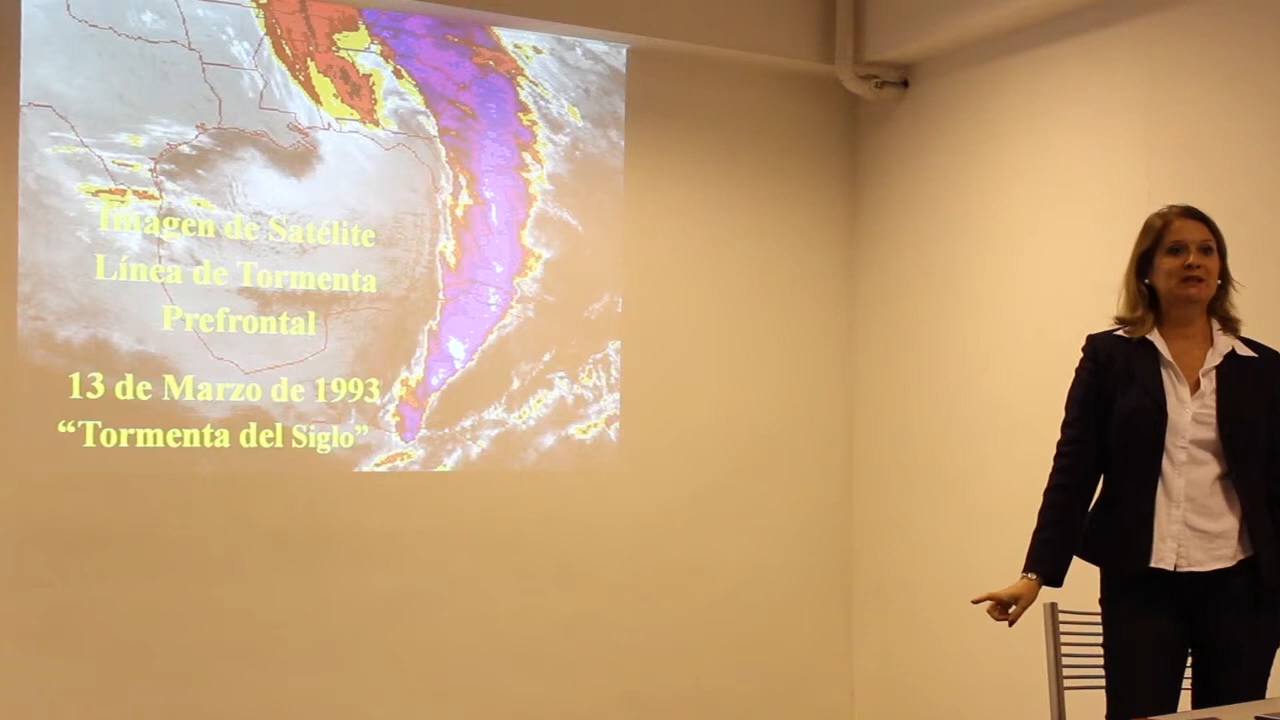 Imagen de Satélite
Línea de Tormenta
Prefrontal
13 de Marzo de 1993
“Tormenta del Siglo”